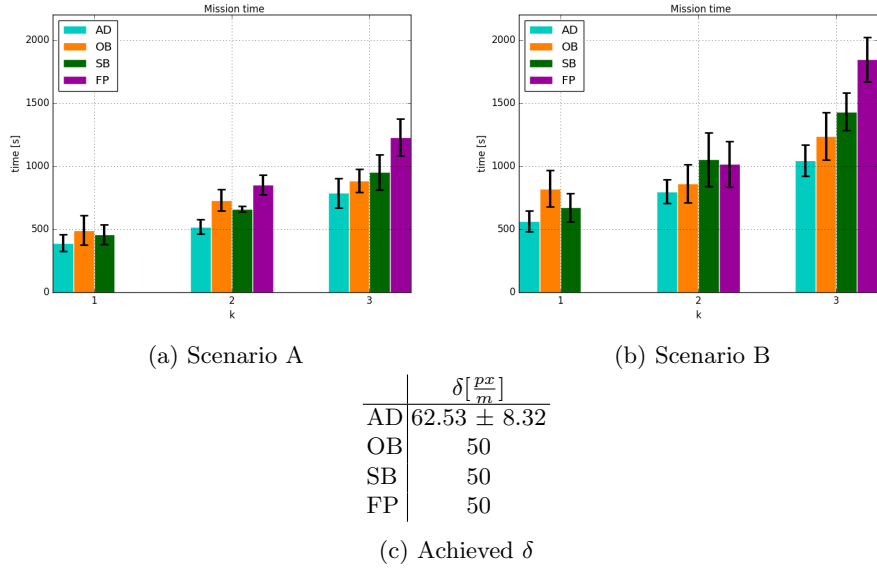 Mission time
AD
OB
SB
FP
time [s]
2000
1500
1000
500
0
1 2 3
k
(a) Scenario A
Mission time
AD
OB
SB
FP
time [s]
2000
1500
1000
500
0
1 2 3
k
(b) Scenario B
δ[px/m]
AD 62.53 ± 8.32
OB 50
SB 50
FP 50
(c) Achieved δ